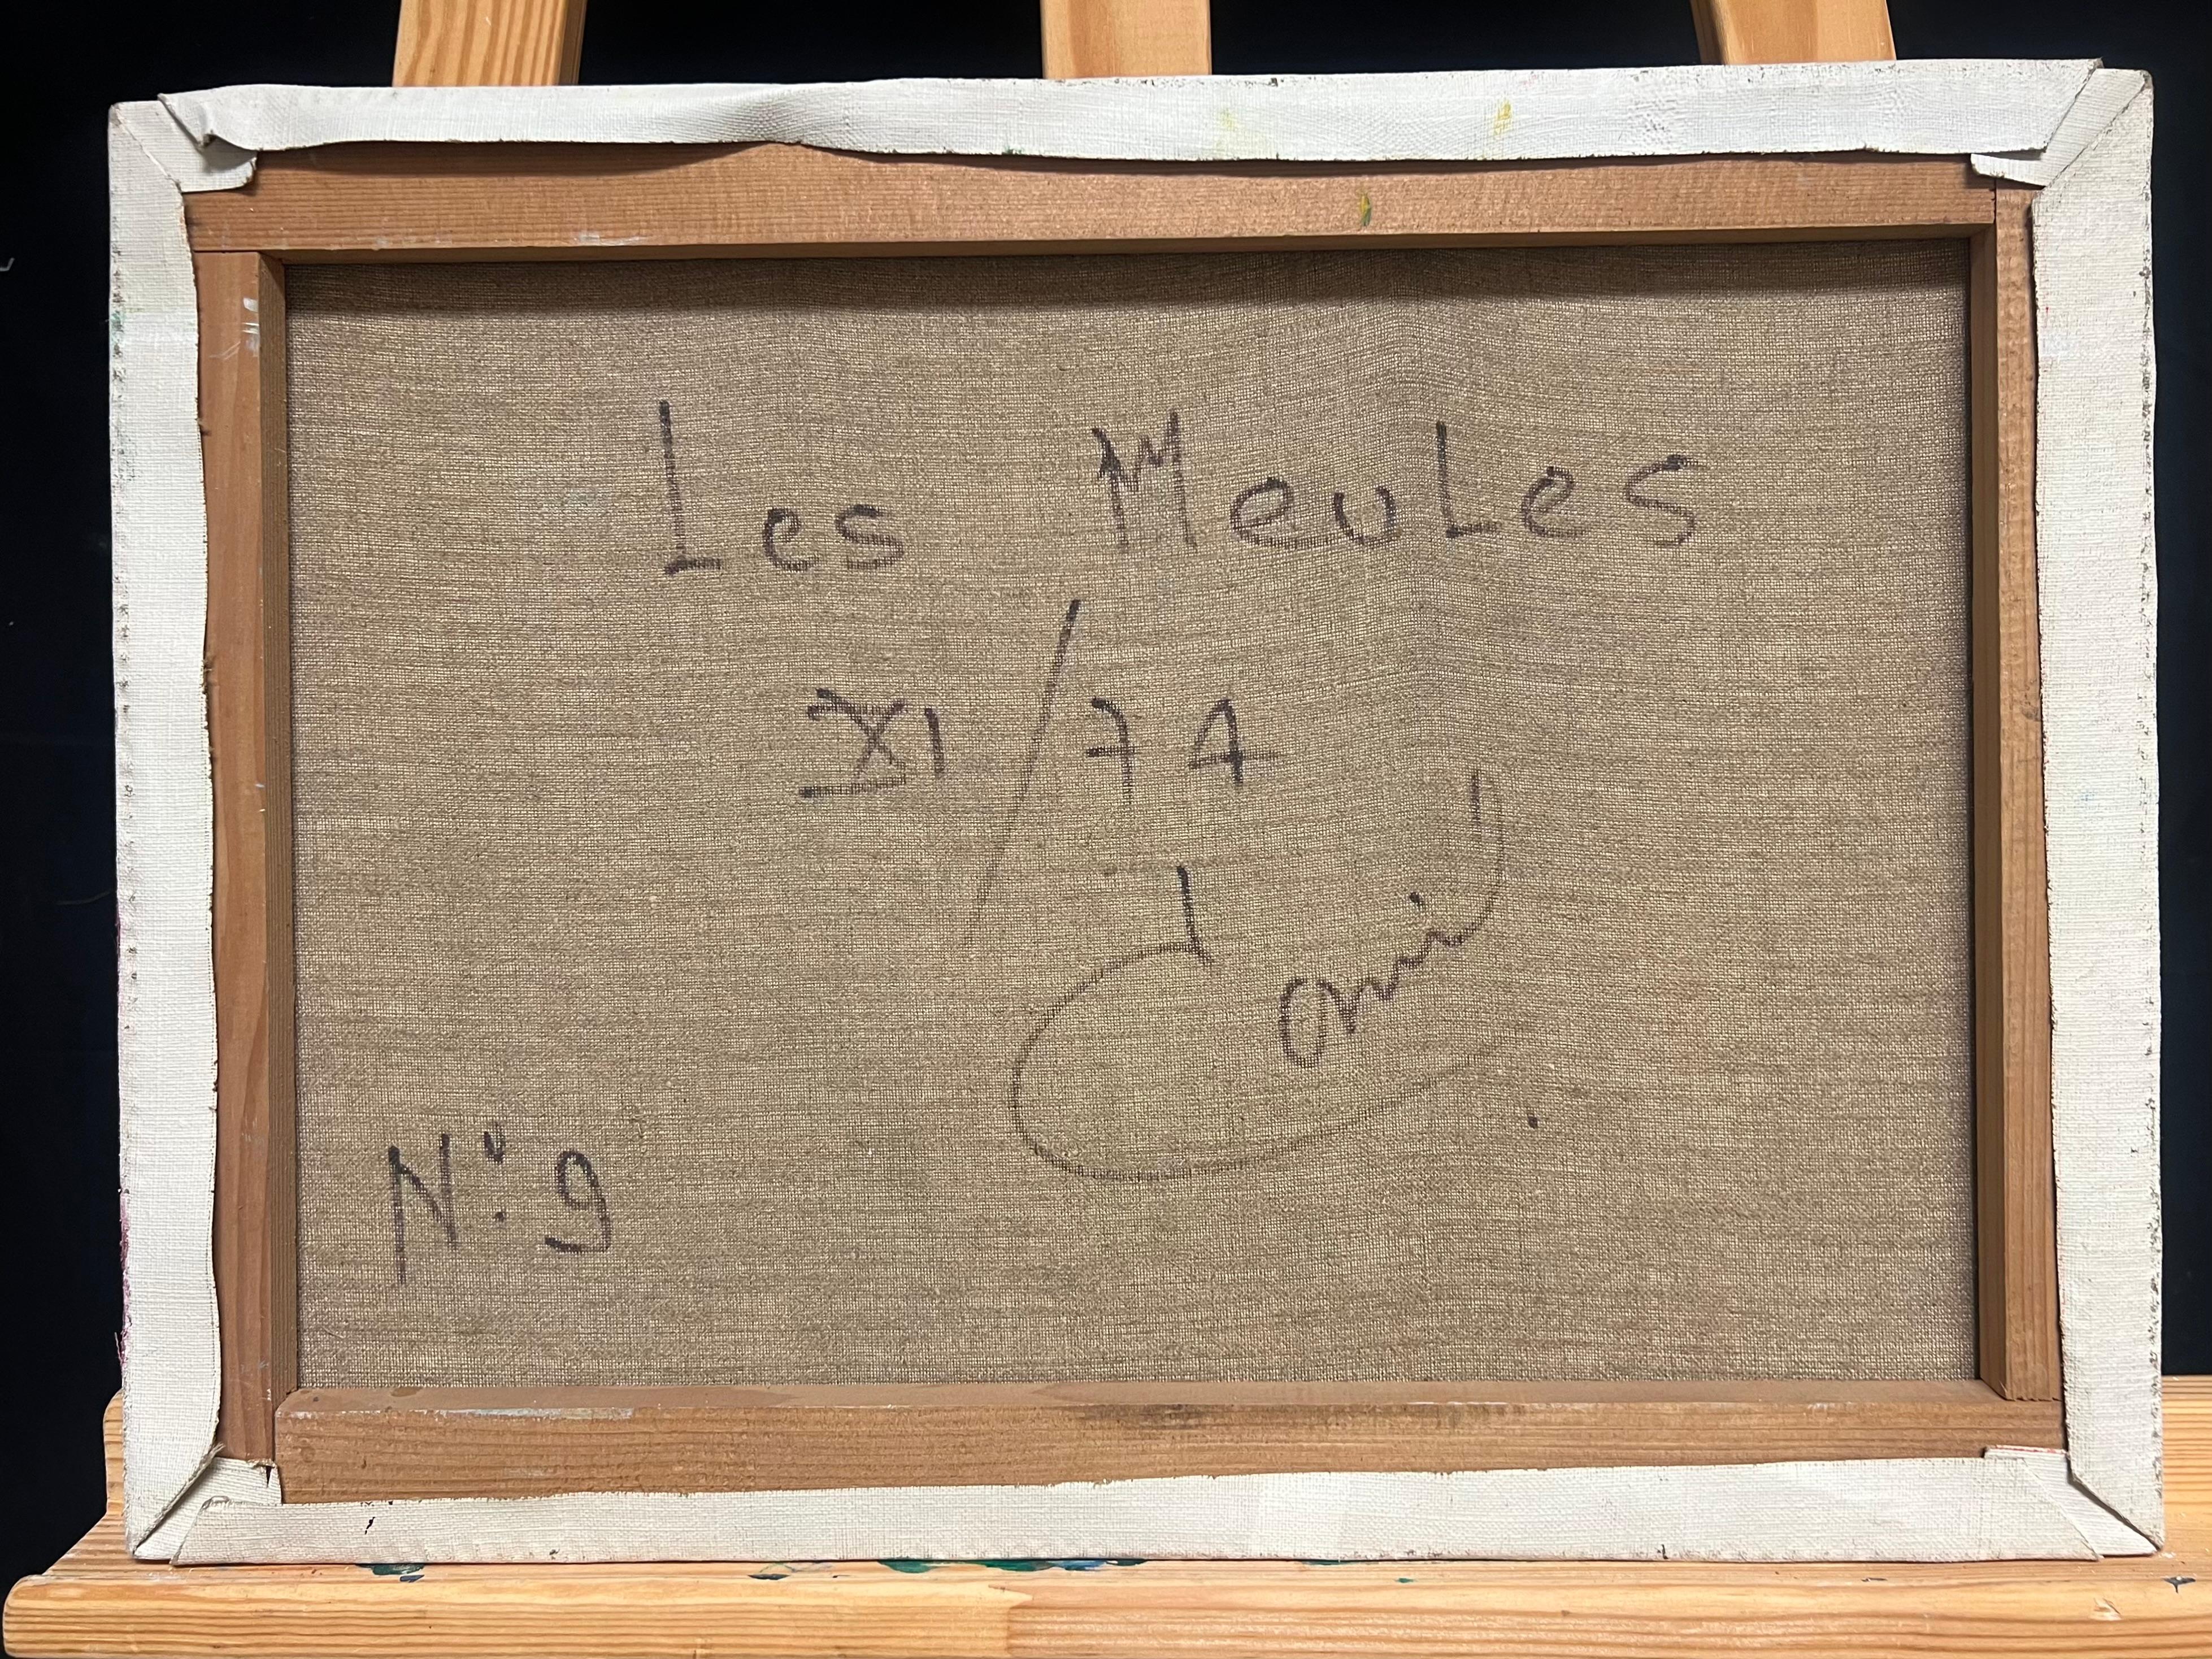 Les MeuLes
XI / 74
N° 9